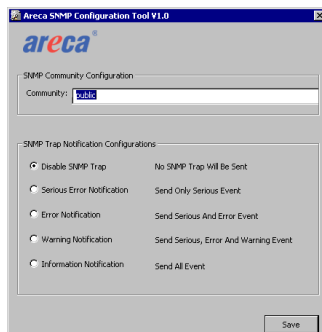 Areca SNMP Configuration Tool V1.0
areca®
SNMP Community Configuration
Community: public
SNMP Trap Notification Configurations
Disable SNMP Trap No SNMP Trap Will Be Sent
Serious Error Notification Send Only Serious Event
Error Notification Send Serious And Error Event
Warning Notification Send Serious, Error And Warning Event
Information Notification Send All Event
Save